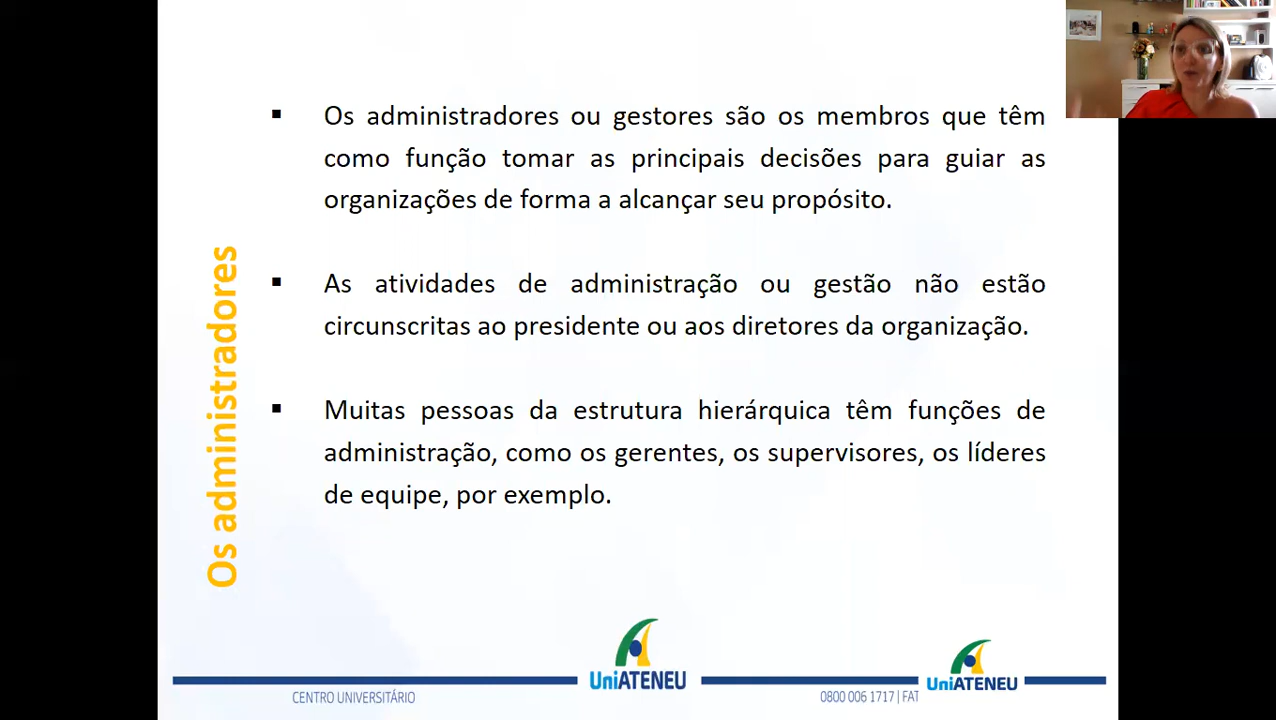 Os administradores
Os administradores ou gestores são os membros que têm
como função tomar as principais decisões para guiar as
organizações de forma a alcançar seu propósito.
As atividades de administração ou gestão não estão
circunscritas ao presidente ou aos diretores da organização.
Muitas pessoas da estrutura hierárquica têm funções de
administração, como os gerentes, os supervisores, os líderes
de equipe, por exemplo.
UniATENEU
UniATENEU
CENTRO UNIVERSITÁRIO
0800 006 1717 | FAT